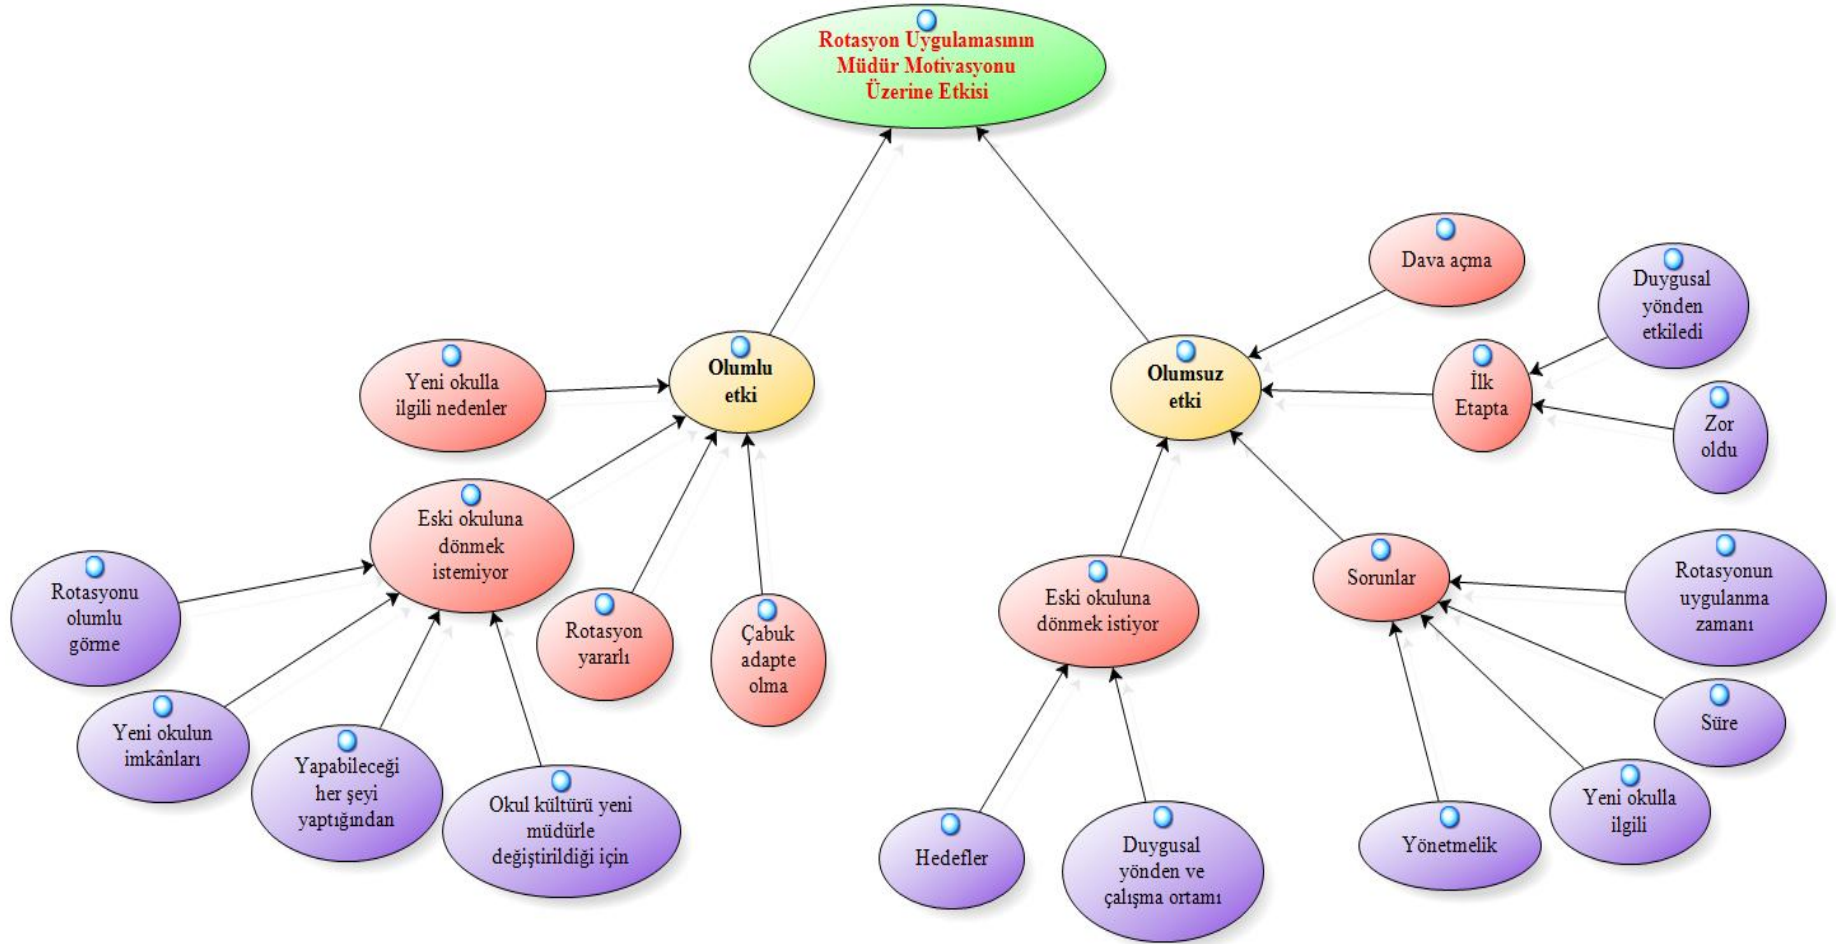 Rotasyon Uygulamasının
Müdür Motivasyonu
Üzerine Etkisi
Dava açma
Duygusal
yönden
etkiledi
Yeni okulla
ilgili nedenler
Olumlu
etki
Olumsuz
etki
İlk
Etapta
Zor
oldu
Eski okuluna
dönmek
istemiyor
Rotasyonu
olumlu
görme
Rotasyon
yararlı
Çabuk
adapte
olma
Eski okuluna
dönmek istiyor
Sorunlar
Rotasyonun
uygulanma
zamanı
Yeni okulun
imkânları
Yapabileceği
her şeyi
yaptığından
Okul kültürü yeni
müdürle
değiştirildiği için
Süre
Hedefler
Duygusal
yönden ve
çalışma ortamı
Yönetmelik
Yeni okulla
ilgili